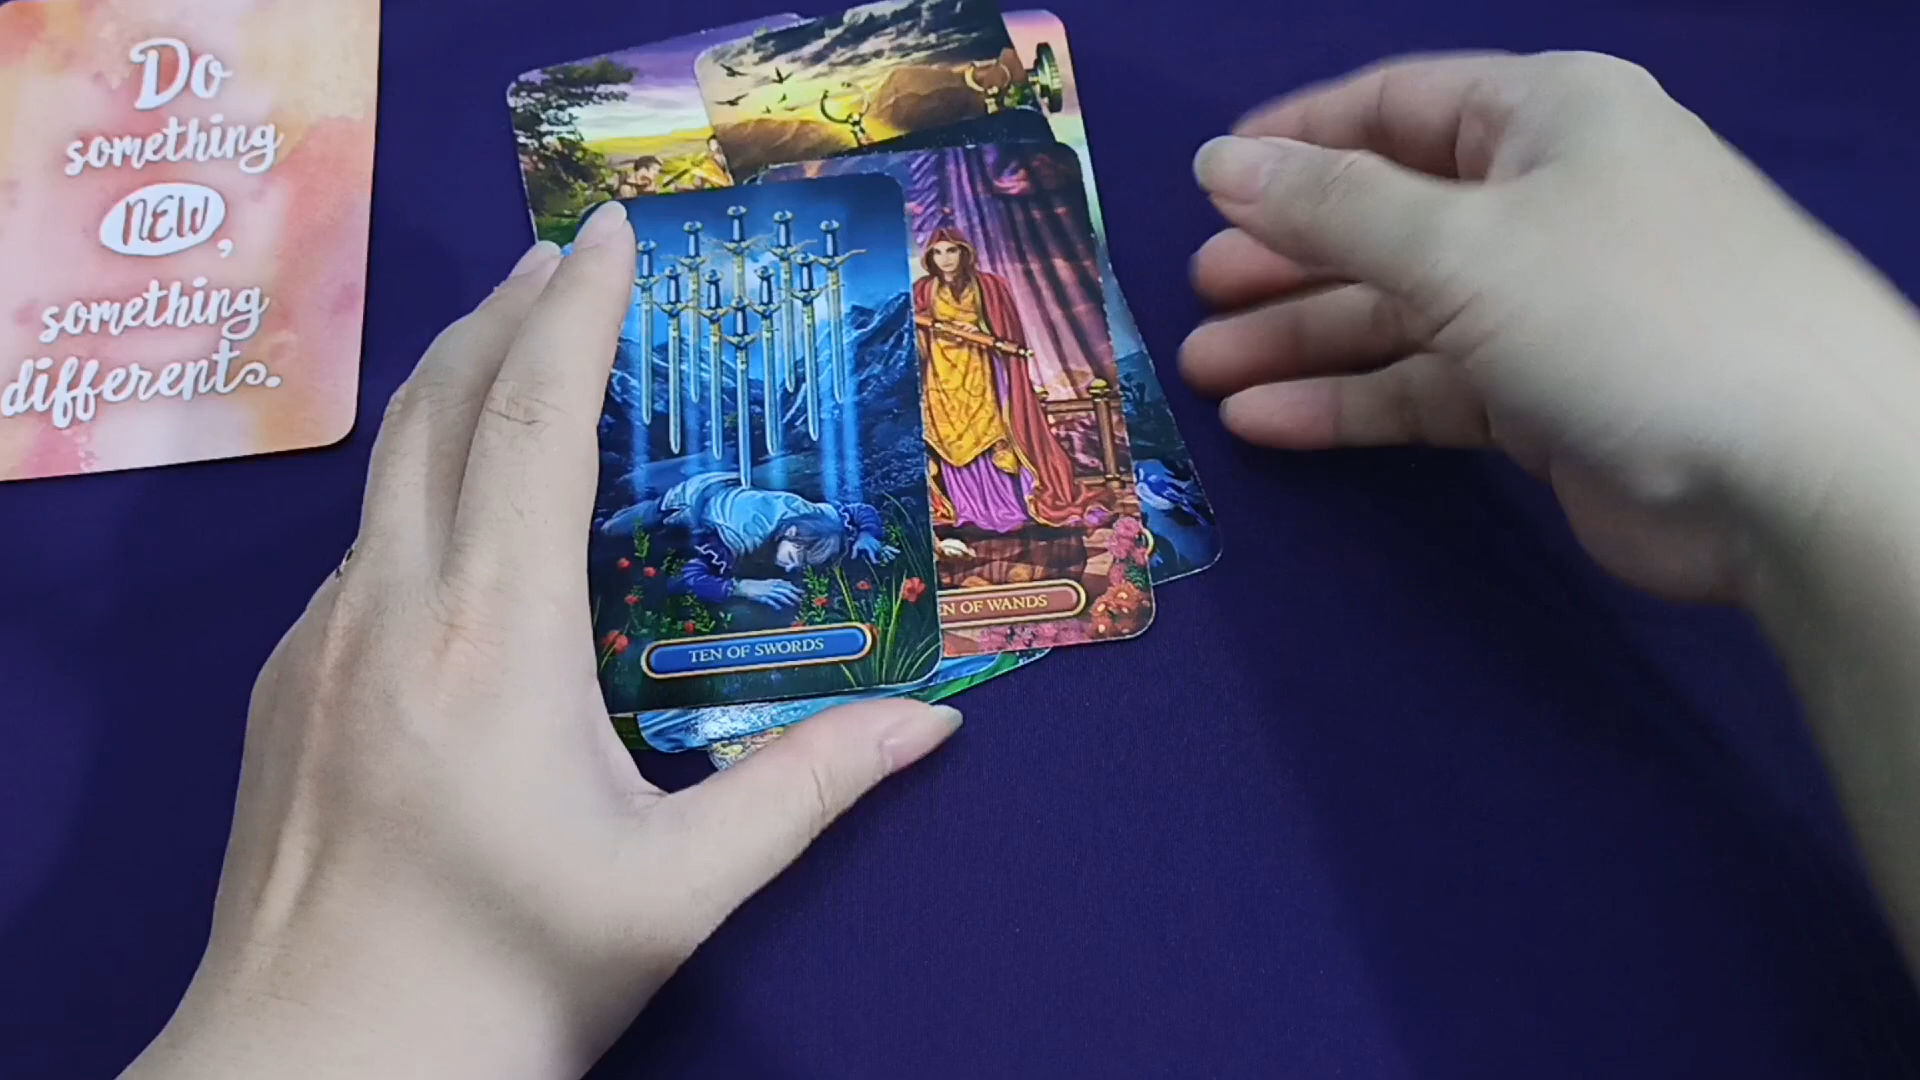 Do
something
NEW,
something
different.
TEN OF SWORDS
EN OF WANDS